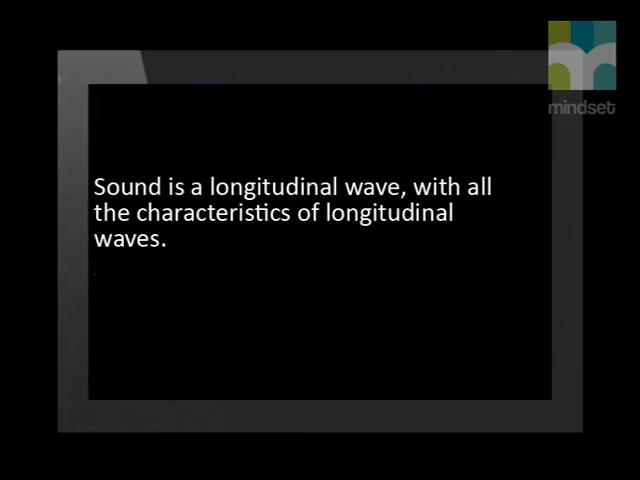 mindset
Sound is a longitudinal wave, with all
the characteristics of longitudinal
waves.